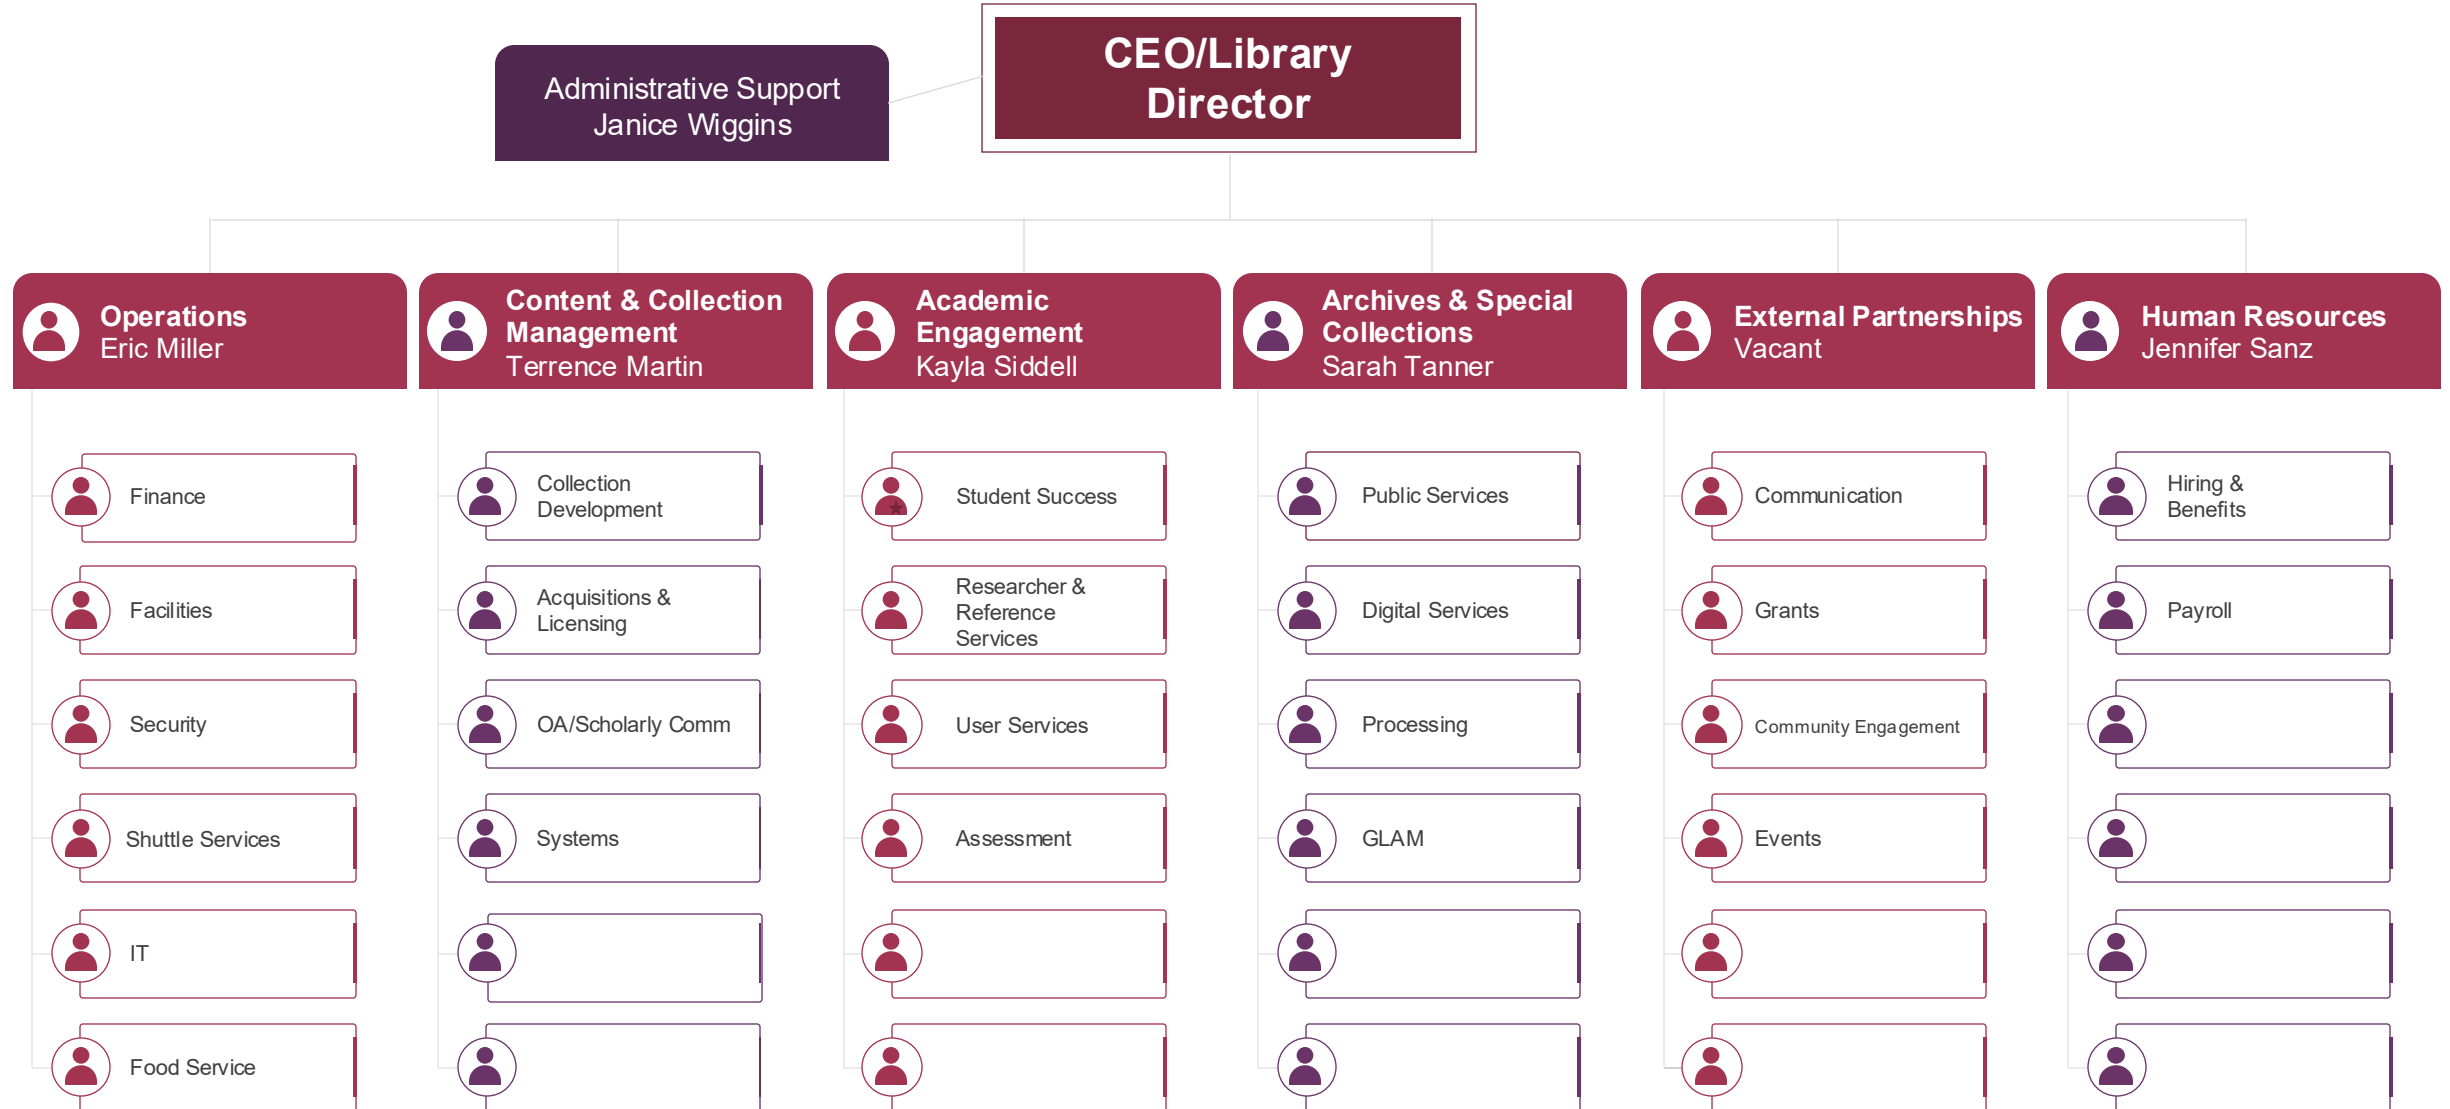 CEO/Library
Director
Administrative Support
Janice Wiggins
Operations
Eric Miller
Content & Collection
Management
Terrence Martin
Academic
Engagement
Kayla Siddell
Archives & Special
Collections
Sarah Tanner
External Partnerships
Vacant
Human Resources
Jennifer Sanz
Finance
Facilities
Security
Shuttle Services
IT
Food Service
Collection
Development
Acquisitions &
Licensing
OA/Scholarly Comm
Systems
Student Success
Researcher &
Reference
Services
User Services
Assessment
Public Services
Digital Services
Processing
GLAM
Communication
Grants
Community Engagement
Events
Hiring &
Benefits
Payroll